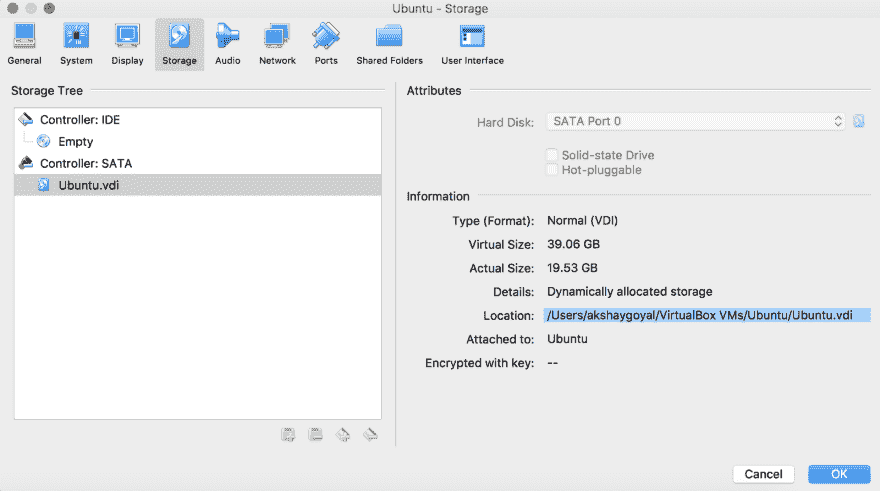 Ubuntu - Storage
General System Display Storage Audio Network Ports Shared Folders User Interface
Storage Tree
Controller: IDE
Empty
Controller: SATA
Ubuntu.vdi
Attributes
Hard Disk: SATA Port 0
Solid-state Drive
Hot-pluggable
Information
Type (Format): Normal (VDI)
Virtual Size: 39.06 GB
Actual Size: 19.53 GB
Details: Dynamically allocated storage
Location: /Users/akshaygoyal/VirtualBox VMs/Ubuntu/Ubuntu.vdi
Attached to: Ubuntu
Encrypted with key: --
Cancel OK